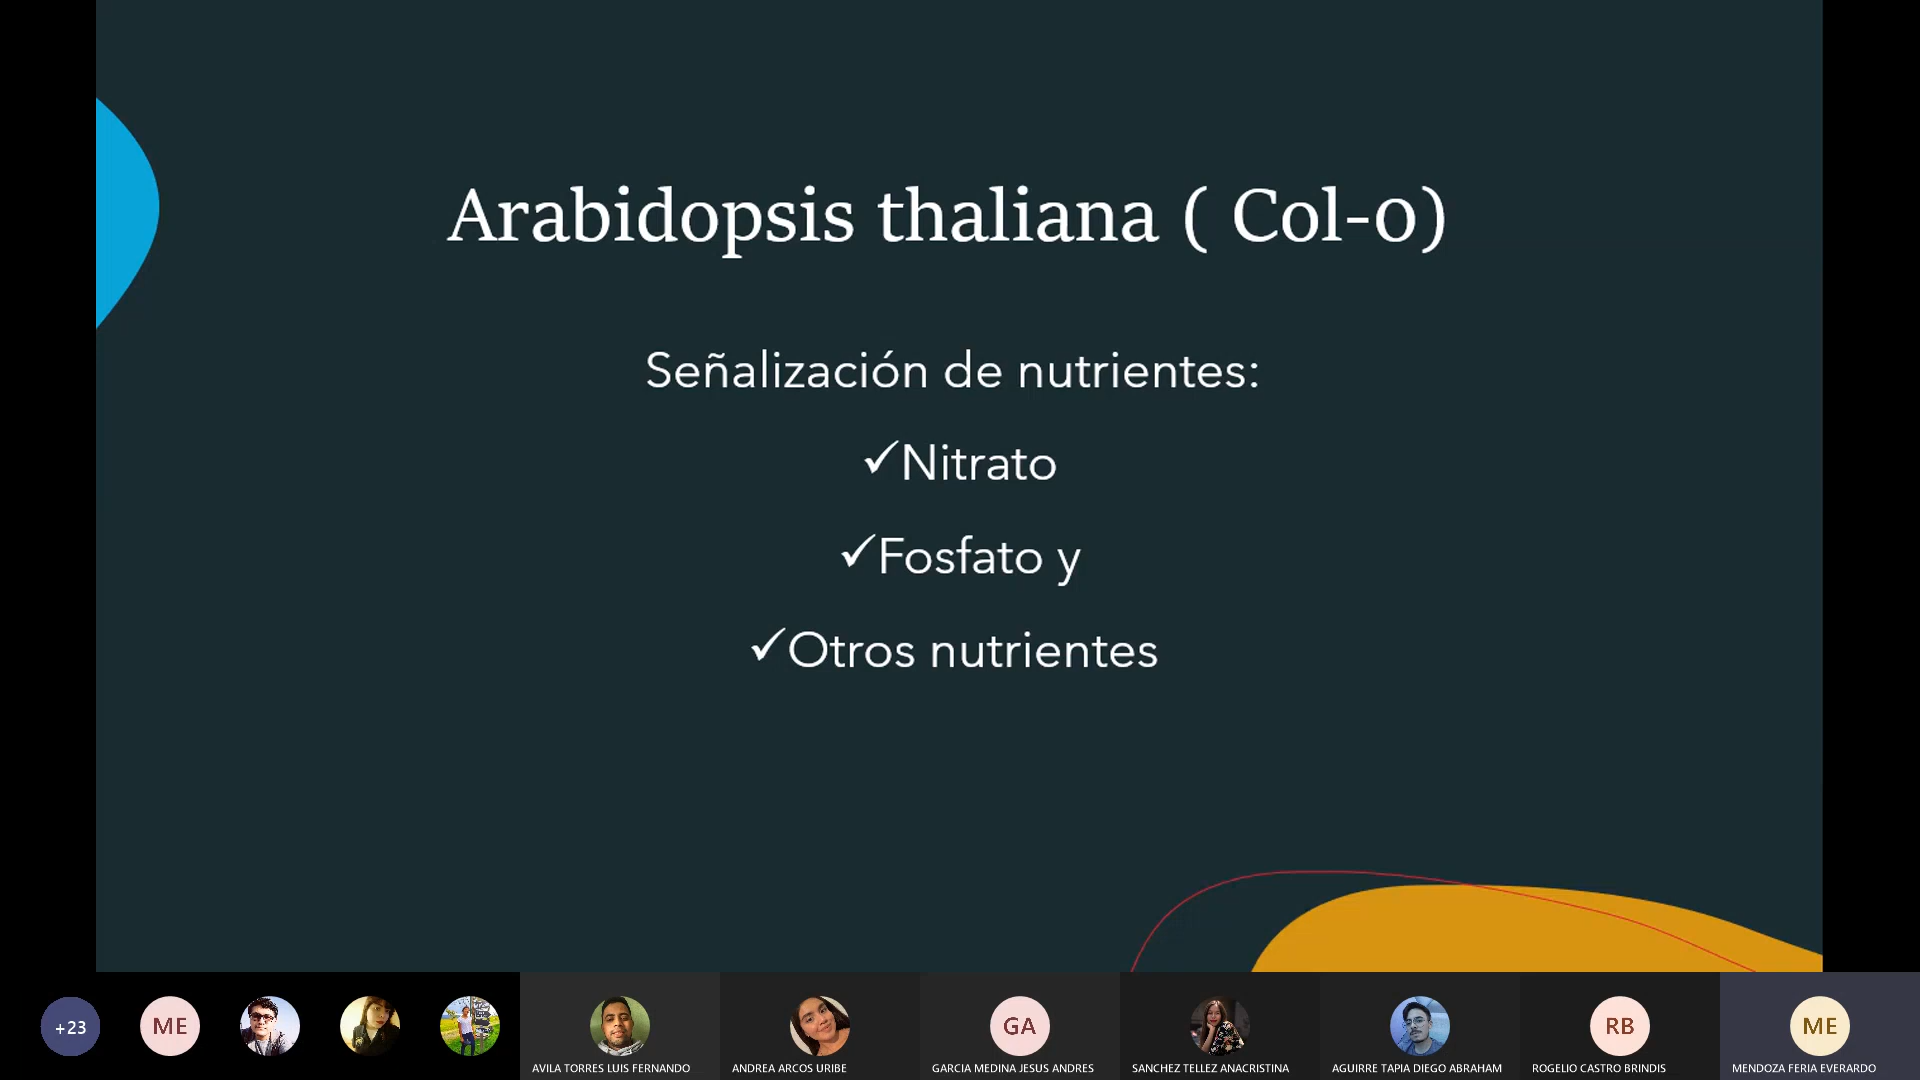 Arabidopsis thaliana ( Col-0)
Señalización de nutrientes:
✓Nitrato
✓Fosfato y
✓Otros nutrientes
+23
ME
GA
RB
ME
AVILA TORRES LUIS FERNANDO
ANDREA ARCOS URIBE
GARCIA MEDINA JESUS ANDRES
SANCHEZ TELLEZ ANACRISTINA
AGUIRRE TAPIA DIEGO ABRAHAM
ROGELIO CASTRO BRINDIS
MENDOZA FERIA EVERARDO